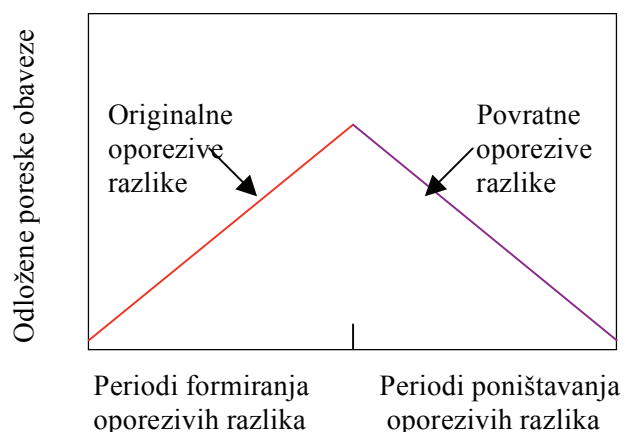 Odložene poreske obaveze
Originalne
oporezive
razlike
Povratne
oporezive
razlike
Periodi formiranja
oporezivih razlika
Periodi poništavanja
oporezivih razlika